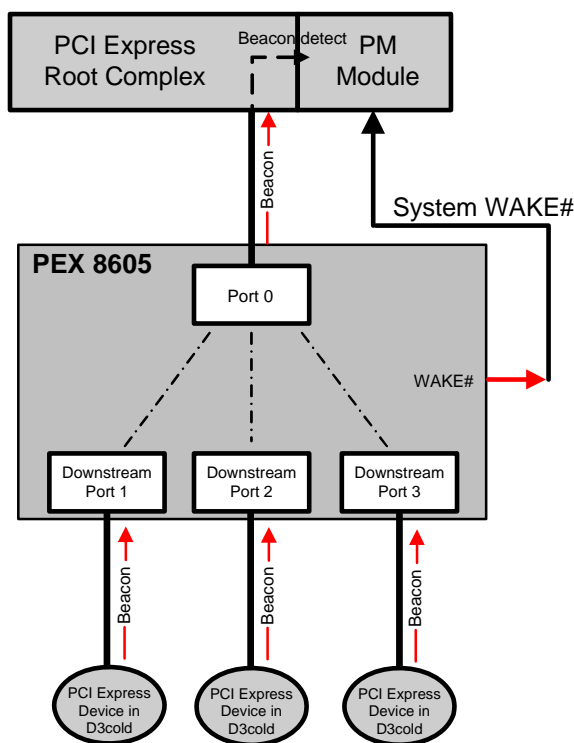 PCI Express
Root Complex
Beacon detect
PM
Module
Beacon
System WAKE#
PEX 8605
Port 0
WAKE#
Downstream
Port 1
Downstream
Port 2
Downstream
Port 3
Beacon
Beacon
Beacon
PCI Express
Device in
D3cold
PCI Express
Device in
D3cold
PCI Express
Device in
D3cold